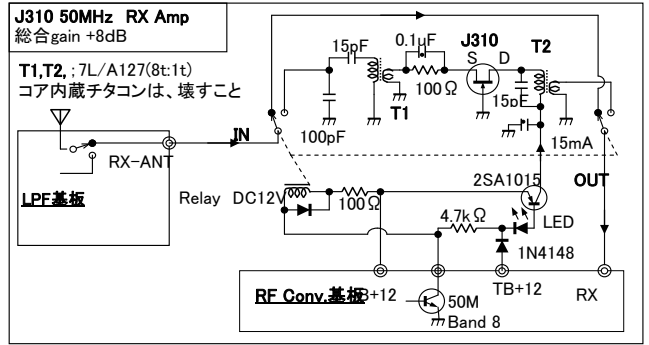 J310 50MHz RX Amp
総合gain +8dB
T1,T2, ; 7L/A127(8t:1t)
コア内蔵チタコンは、壊すこと
15pF
0.1uF
J310
S D
T2
100Ω
15pF
T1
100pF
IN
15mA
RX-ANT
LPF基板
Relay DC12V
100Ω
2SA1015
OUT
LED
4.7kΩ
1N4148
RF Conv.基板
B+12
TB+12
RX
50M
Band 8